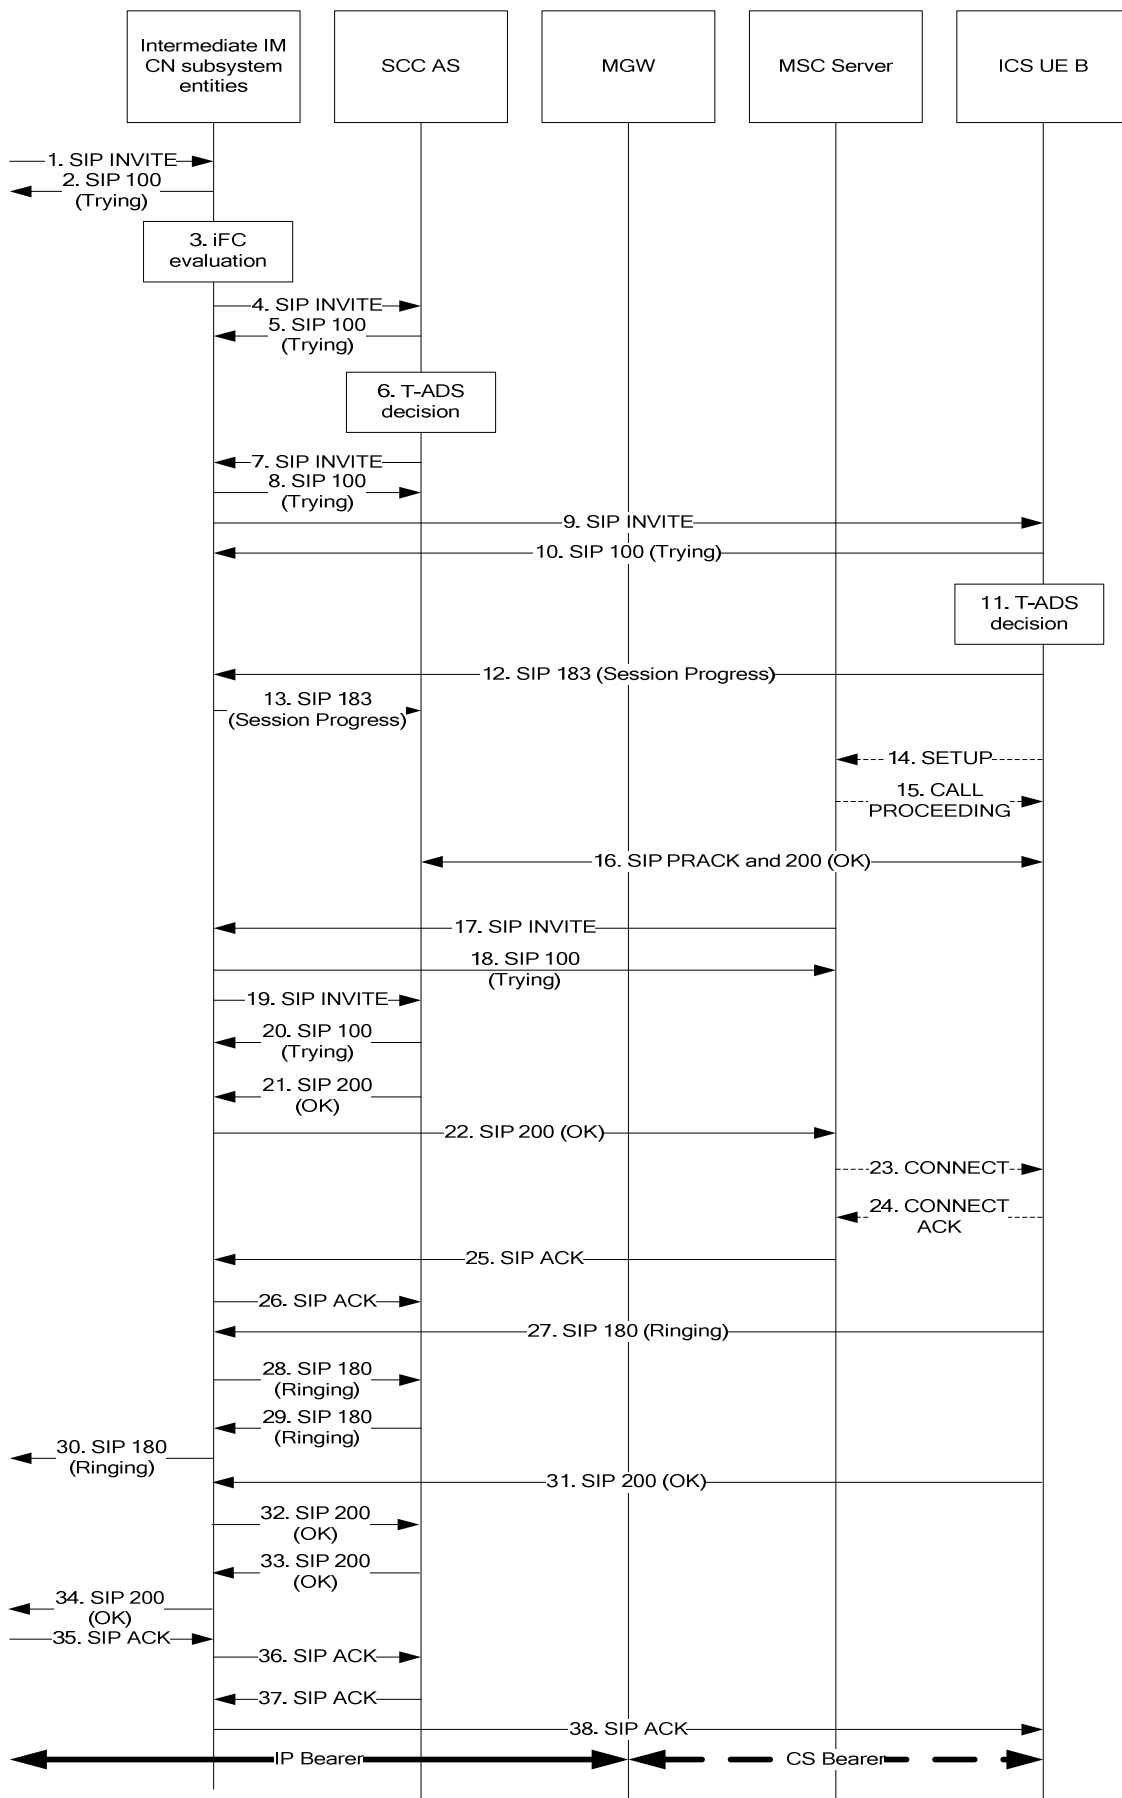 Intermediate IM
CN subsystem
entities
SCC AS
MGW
MSC Server
ICS UE B
1. SIP INVITE
2. SIP 100
(Trying)
3. iFC
evaluation
4. SIP INVITE
5. SIP 100
(Trying)
6. T-ADS
decision
7. SIP INVITE
8. SIP 100
(Trying)
9. SIP INVITE
10. SIP 100 (Trying)
11. T-ADS
decision
12. SIP 183 (Session Progress)
13. SIP 183
(Session Progress)
14. SETUP
15. CALL
PROCEEDING
16. SIP PRACK and 200 (OK)
17. SIP INVITE
18. SIP 100
(Trying)
19. SIP INVITE
20. SIP 100
(Trying)
21. SIP 200
(OK)
22. SIP 200 (OK)
23. CONNECT
24. CONNECT
ACK
25. SIP ACK
26. SIP ACK
27. SIP 180 (Ringing)
28. SIP 180
(Ringing)
29. SIP 180
(Ringing)
30. SIP 180
(Ringing)
31. SIP 200 (OK)
32. SIP 200
(OK)
33. SIP 200
(OK)
34. SIP 200
(OK)
35. SIP ACK
36. SIP ACK
37. SIP ACK
38. SIP ACK
IP Bearer
CS Bearer